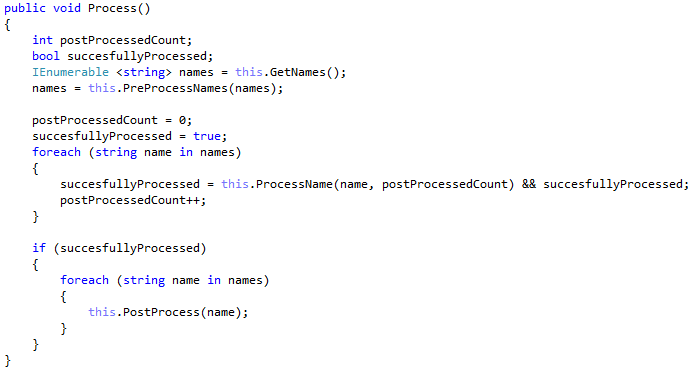 public void Process()
{
    int postProcessedCount;
    bool succesfullyProcessed;
    IEnumerable <string> names = this.GetNames();
    names = this.PreProcessNames(names);

    postProcessedCount = 0;
    succesfullyProcessed = true;
    foreach (string name in names)
    {
        succesfullyProcessed = this.ProcessName(name, postProcessedCount) && succesfullyProcessed;
        postProcessedCount++;
    }

    if (succesfullyProcessed)
    {
        foreach (string name in names)
        {
            this.PostProcess(name);
        }
    }
}